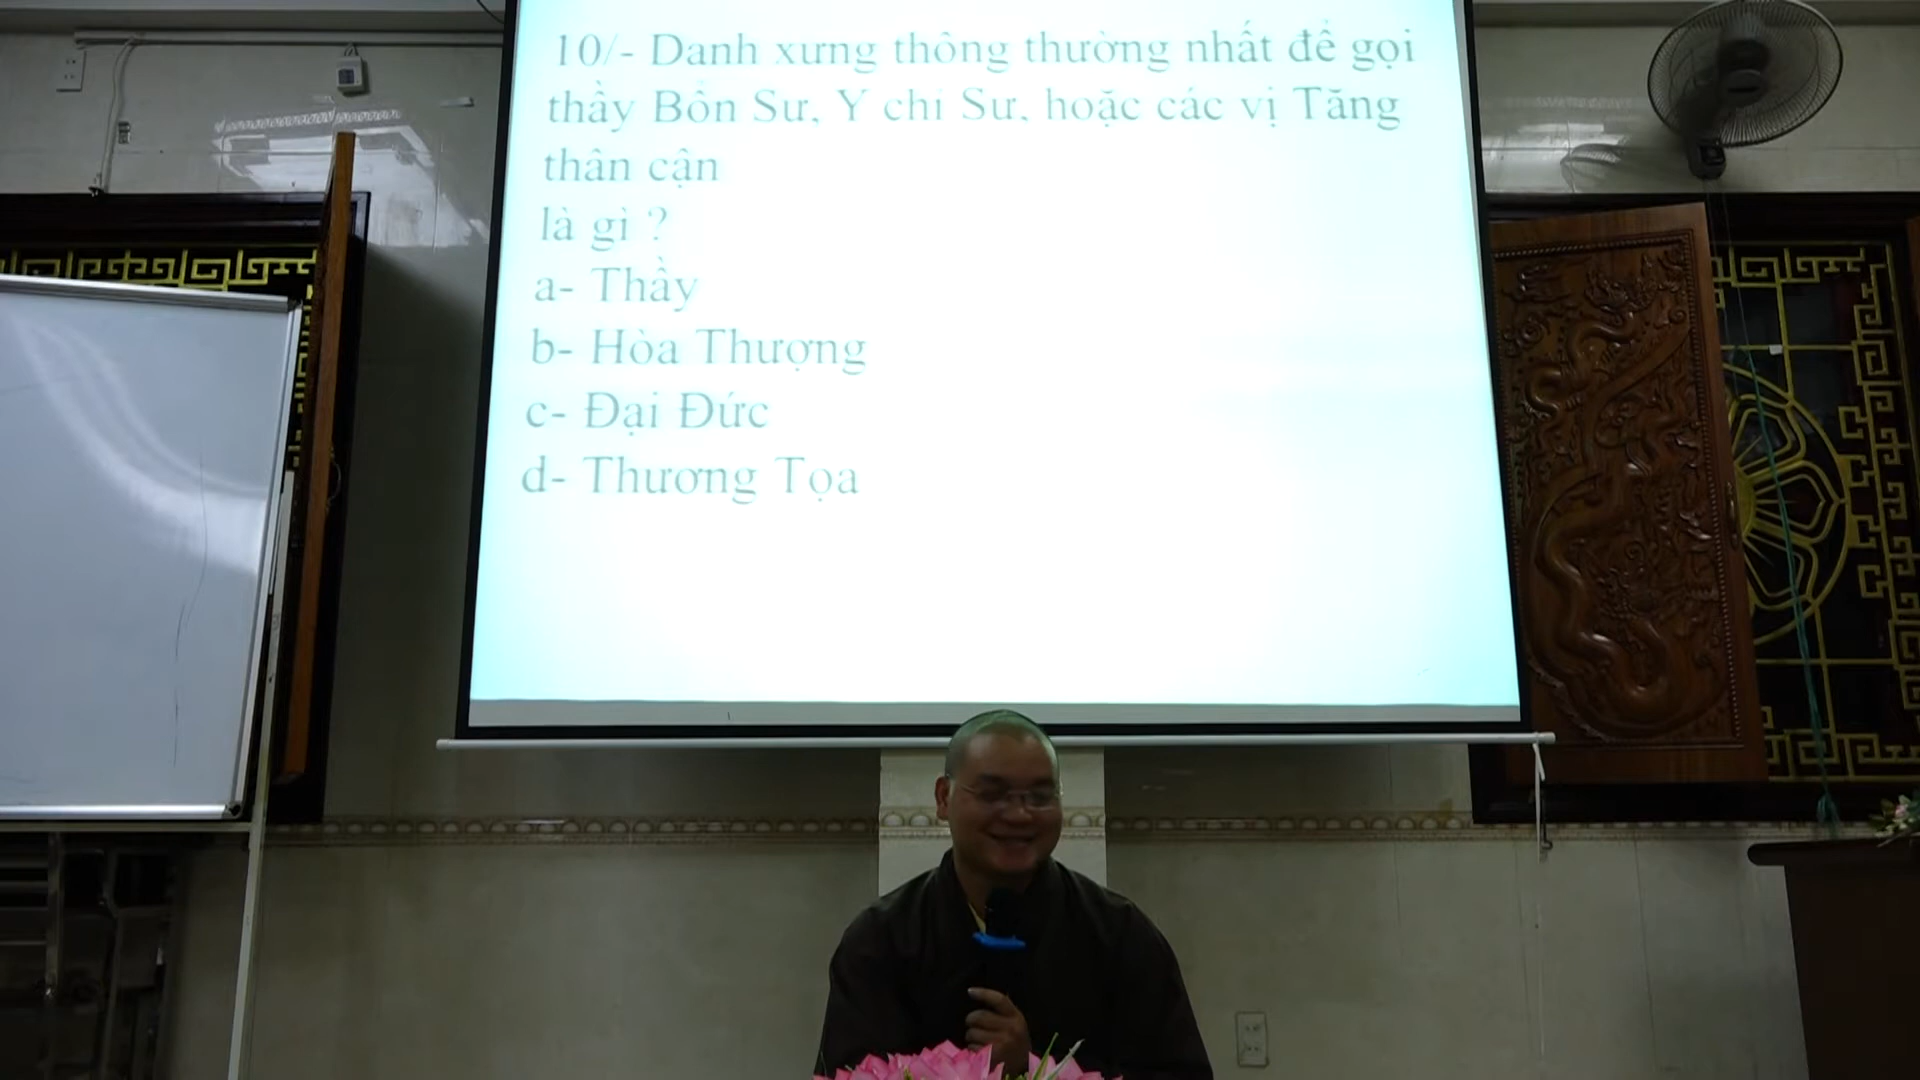 10/- Danh xưng thông thường nhất để gọi
thầy Bổn Sư, Y chỉ Sư, hoặc các vị Tăng
thân cận
là gì ?
a- Thầy
b- Hòa Thượng
c- Đại Đức
d- Thương Tọa